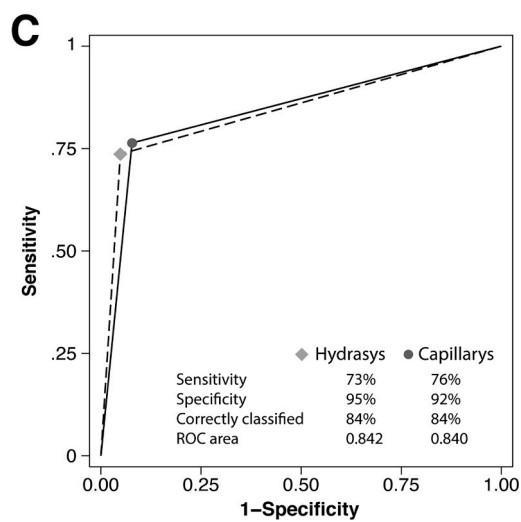 C
1
.75
.50
.25
0
Sensitivity
Hydrasys Capillarys
Sensitivity 73% 76%
Specificity 95% 92%
Correctly classified 84% 84%
ROC area 0.842 0.840
0.00 0.25 0.50 0.75 1.00
1–Specificity